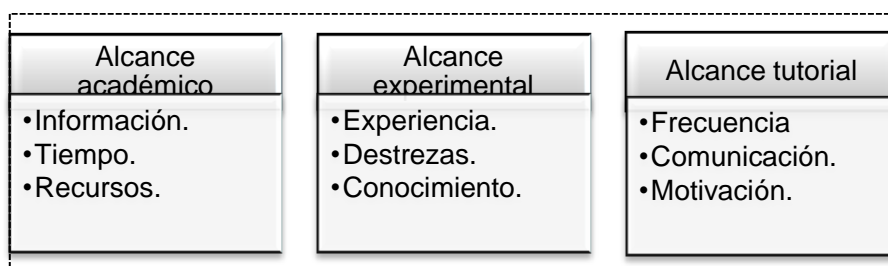 Alcance
académico
•Información.
•Tiempo.
•Recursos.
Alcance
experimental
•Experiencia.
•Destrezas.
•Conocimiento.
Alcance tutorial
•Frecuencia
•Comunicación.
•Motivación.